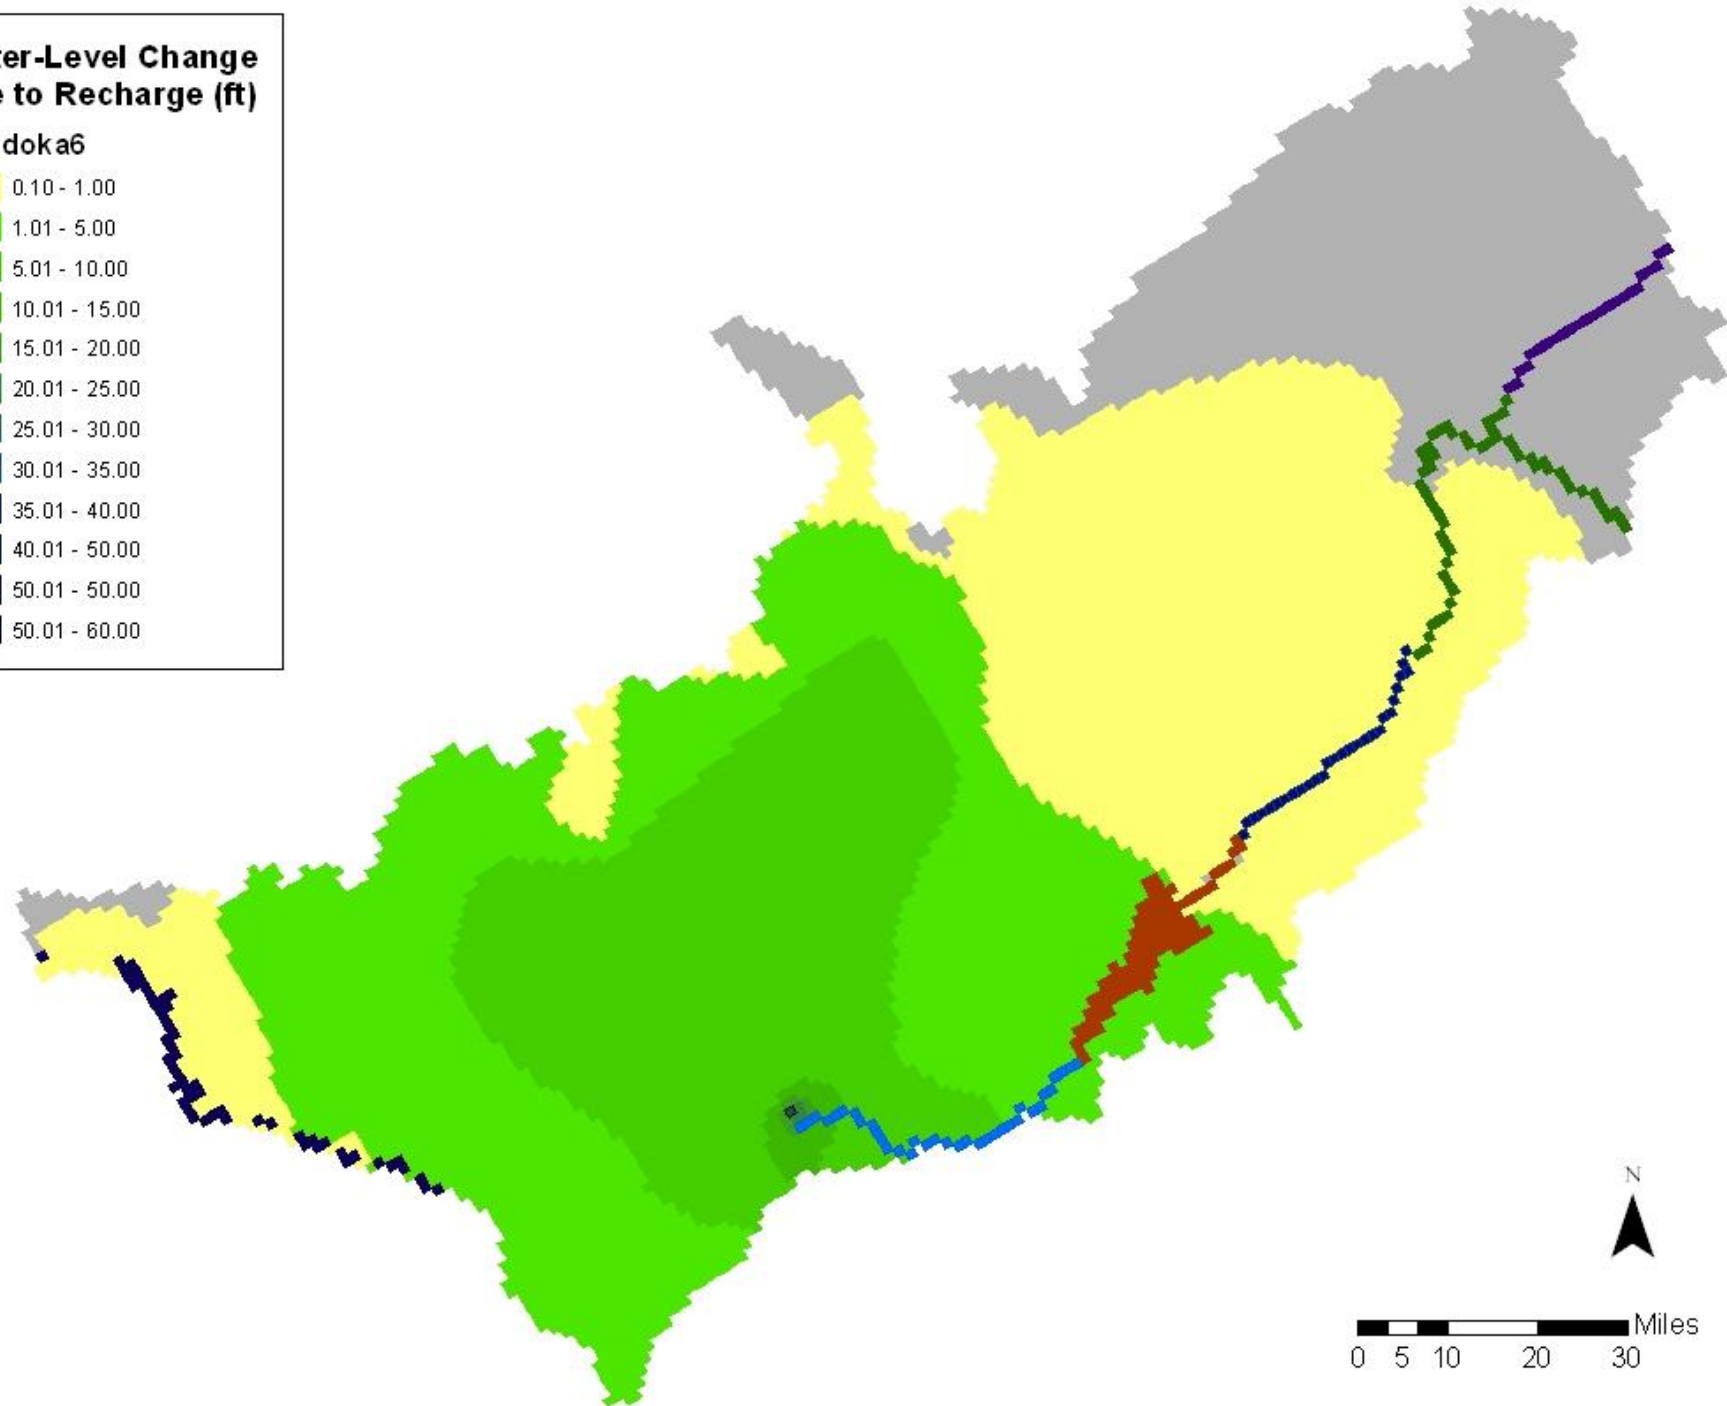 ter-Level Change
e to Recharge (ft)
doka6
0.10 - 1.00
1.01 - 5.00
5.01 - 10.00
10.01 - 15.00
15.01 - 20.00
20.01 - 25.00
25.01 - 30.00
30.01 - 35.00
35.01 - 40.00
40.01 - 50.00
50.01 - 50.00
50.01 - 60.00
N
Miles
0 5 10 20 30